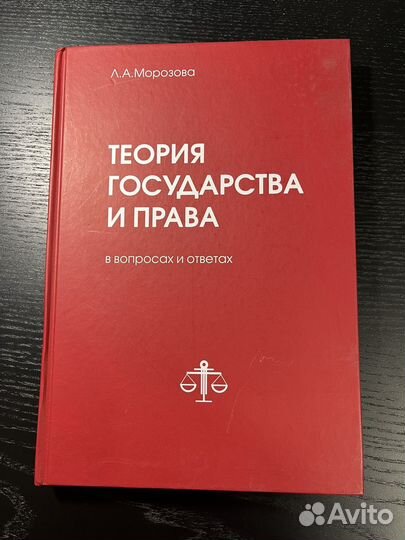 Л.А.Морозова
ТЕОРИЯ
ГОСУДАРСТВА
И ПРАВА
в вопросах и ответах
Avito